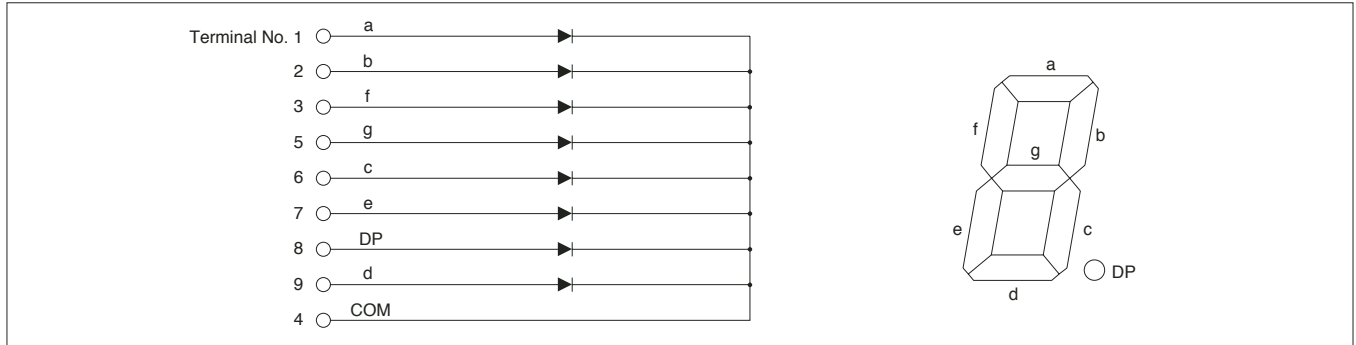 Terminal No. 1 a
2 b
3 f
5 g
6 c
7 e
8 DP
9 d
4 COM
a
f b
g
e c
DP
d